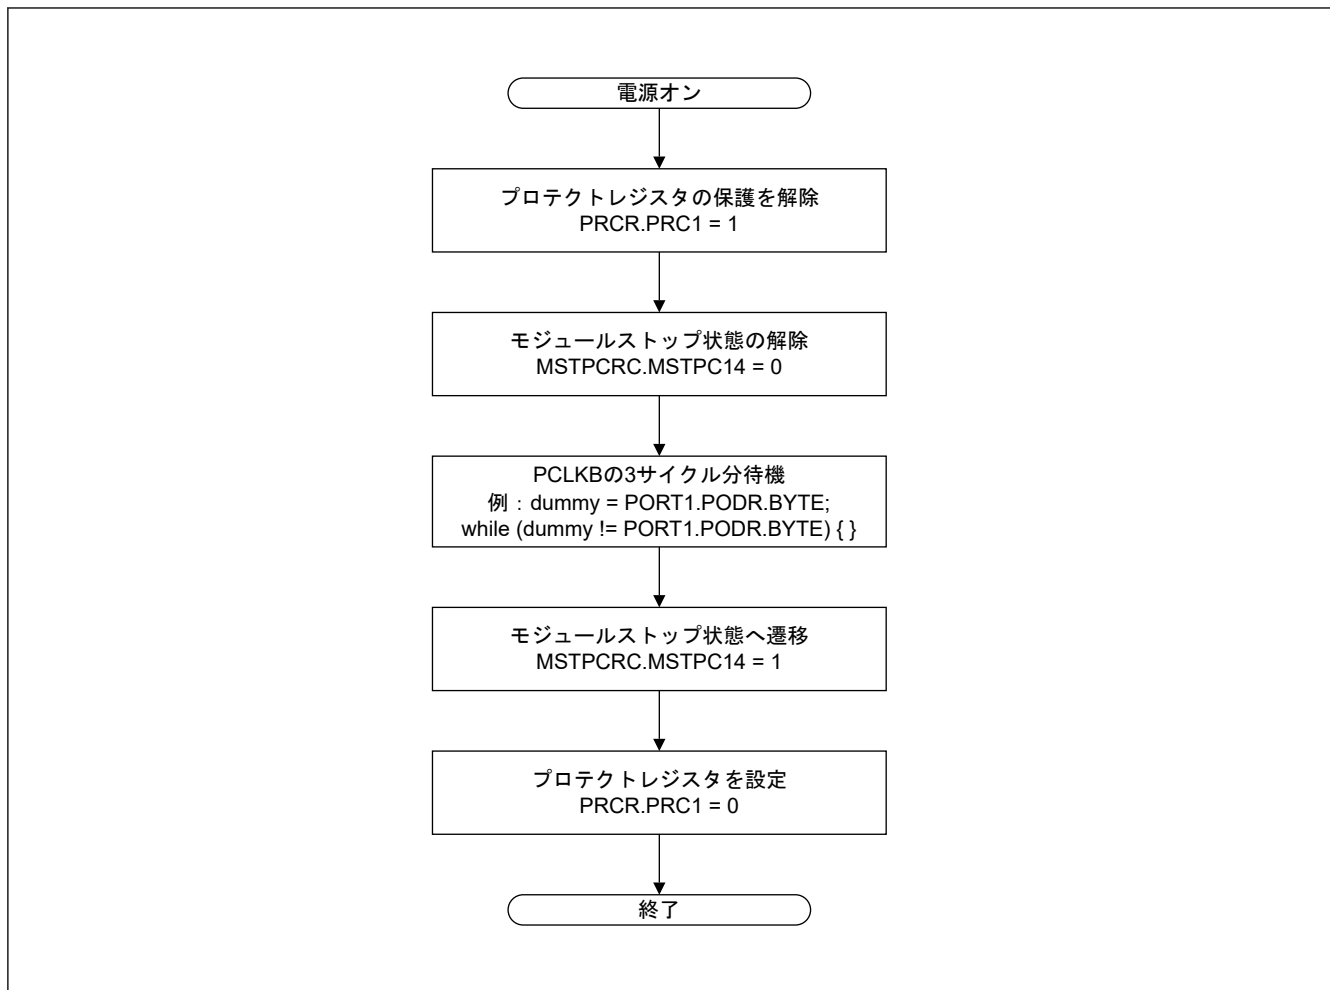 電源オン
プロテクトレジスタの保護を解除
PRCR.PRC1 = 1
モジュールストップ状態の解除
MSTPCRC.MSTPC14 = 0
PCLKBの3サイクル分待機
例：dummy = PORT1.PODR.BYTE;
while (dummy != PORT1.PODR.BYTE) { }
モジュールストップ状態へ遷移
MSTPCRC.MSTPC14 = 1
プロテクトレジスタを設定
PRCR.PRC1 = 0
終了